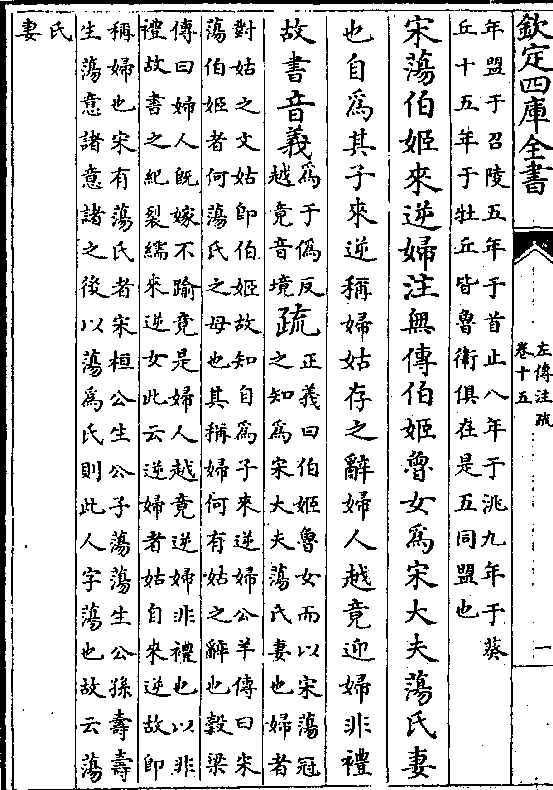 欽定四庫全書
左傳注疏
卷十五
一
年盟于召陵五年于首止八年于洮九年于葵
丘十五年于牡丘皆魯衛俱在是五同盟也
宋蕩伯姬來逆婦注無傳伯姬魯女爲宋大夫蕩氏妻
也自爲其子來逆稱婦姑存之辭婦人越竟迎婦非禮
故書音義
爲于偽反
越竟音境
疏
正義曰伯姬魯女而以宋蕩冠
之知爲宋大夫蕩氏妻也婦者
對姑之文姑即伯姬故知自爲子來逆婦公羊傳曰宋
蕩伯姬者何蕩氏之母也其稱婦何有姑之辭也穀梁
傳曰婦人既嫁不踰竟是婦人越竟逆婦非禮也以非
禮故書之紀裂繻來逆女此云逆婦者姑自來逆故即
稱婦也宋有蕩氏者宋桓公生公子蕩蕩生公孫壽壽
生蕩意諸意諸之後以蕩爲氏則此人字蕩也故云蕩
氏
妻